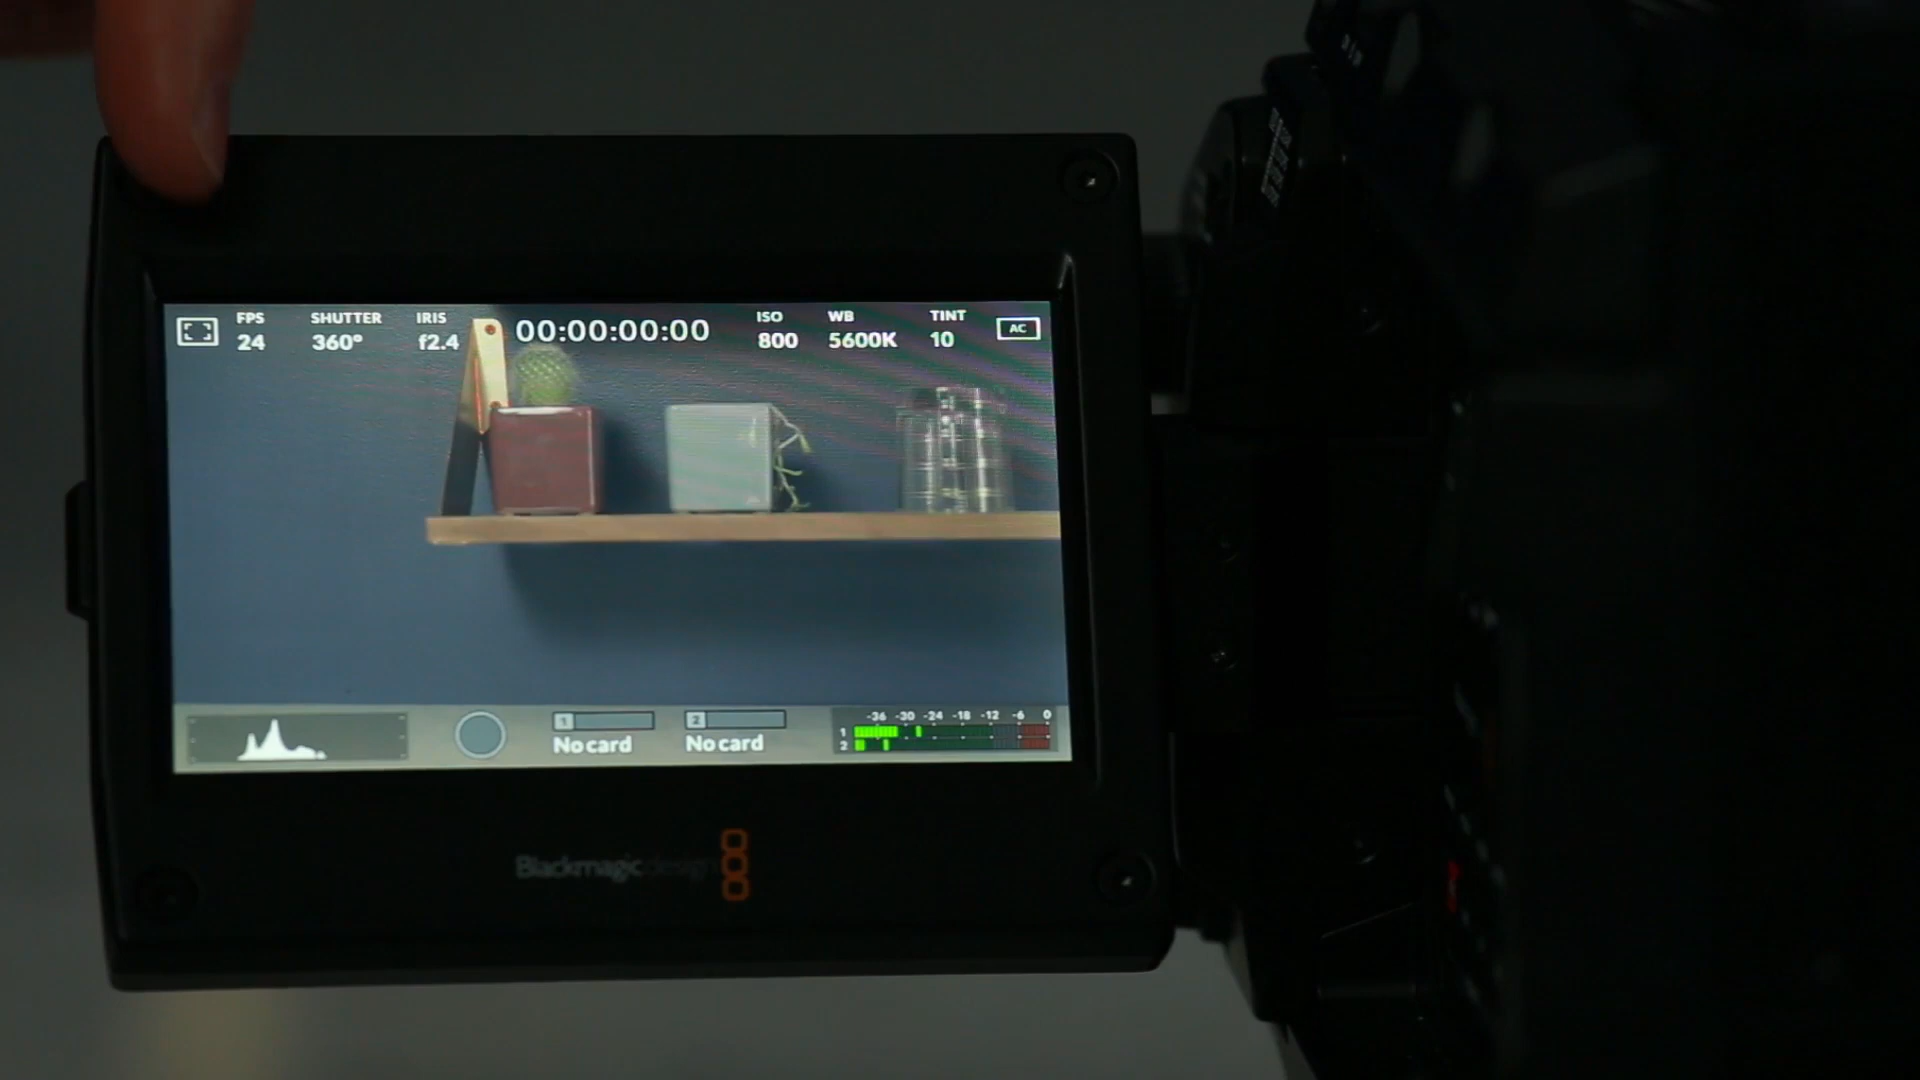 FPS SHUTTER IRIS 00:00:00:00 ISO WB TINT AC
24 360° f2.4 800 5600K 10
1 2
No card No card
-36 -30 -24 -18 -12 -6 0
1
2
Blackmagicdesign